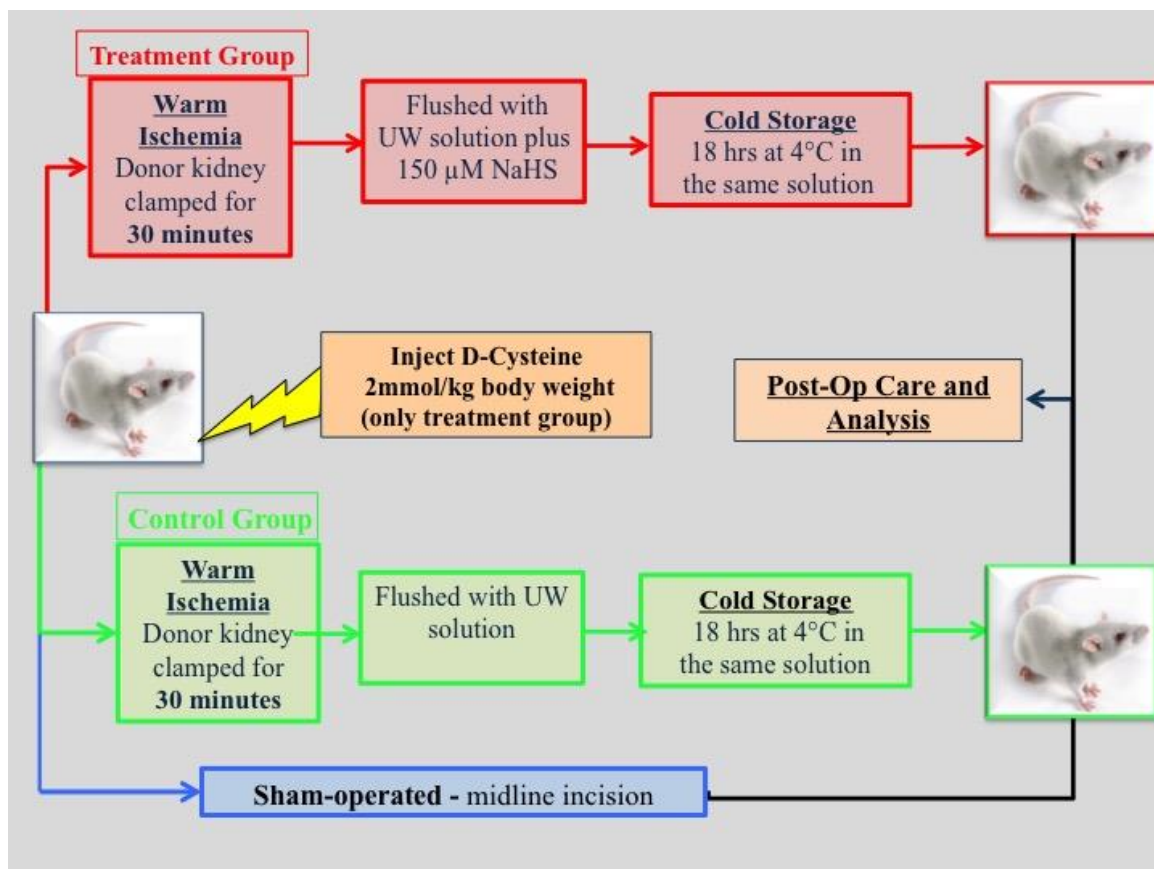 Treatment Group
Warm
Ischemia
Donor kidney
clamped for
30 minutes
Flushed with
UW solution plus
150 µM NaHS
Cold Storage
18 hrs at 4°C in
the same solution
Inject D-Cysteine
2mmol/kg body weight
(only treatment group)
Post-Op Care and
Analysis
Control Group
Warm
Ischemia
Donor kidney
clamped for
30 minutes
Flushed with UW
solution
Cold Storage
18 hrs at 4°C in
the same solution
Sham-operated - midline incision